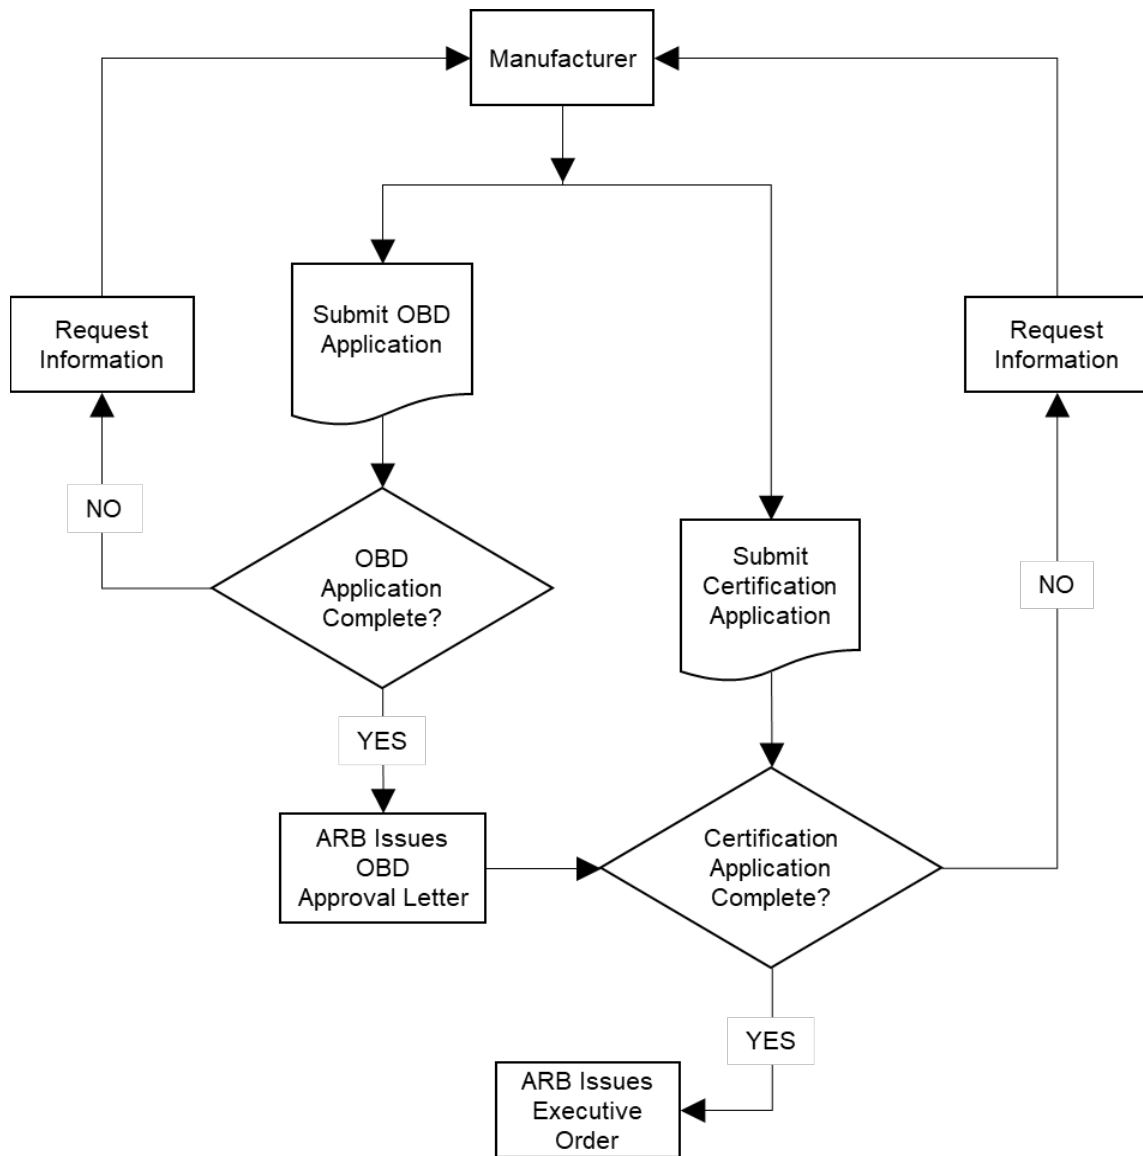 Manufacturer
Submit OBD
Application
Request
Information
Request
Information
NO
OBD
Application
Complete?
Submit
Certification
Application
NO
YES
ARB Issues
OBD
Approval Letter
Certification
Application
Complete?
YES
ARB Issues
Executive
Order